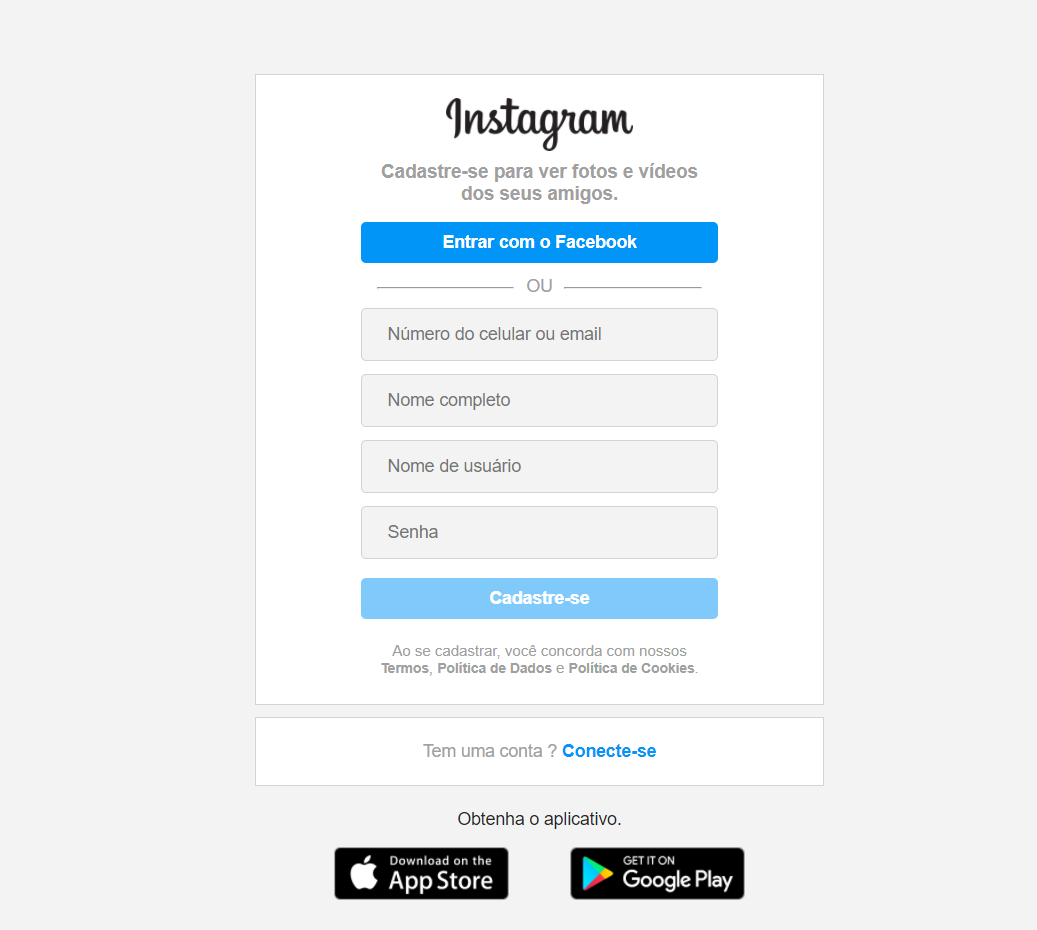 Instagram
Cadastre-se para ver fotos e vídeos
dos seus amigos.
Entrar com o Facebook
OU
Número do celular ou email
Nome completo
Nome de usuário
Senha
Cadastre-se
Ao se cadastrar, você concorda com nossos
Termos, Política de Dados e Política de Cookies.
Tem uma conta ? Conecte-se
Obtenha o aplicativo.
Download on the
App Store
GET IT ON
Google Play